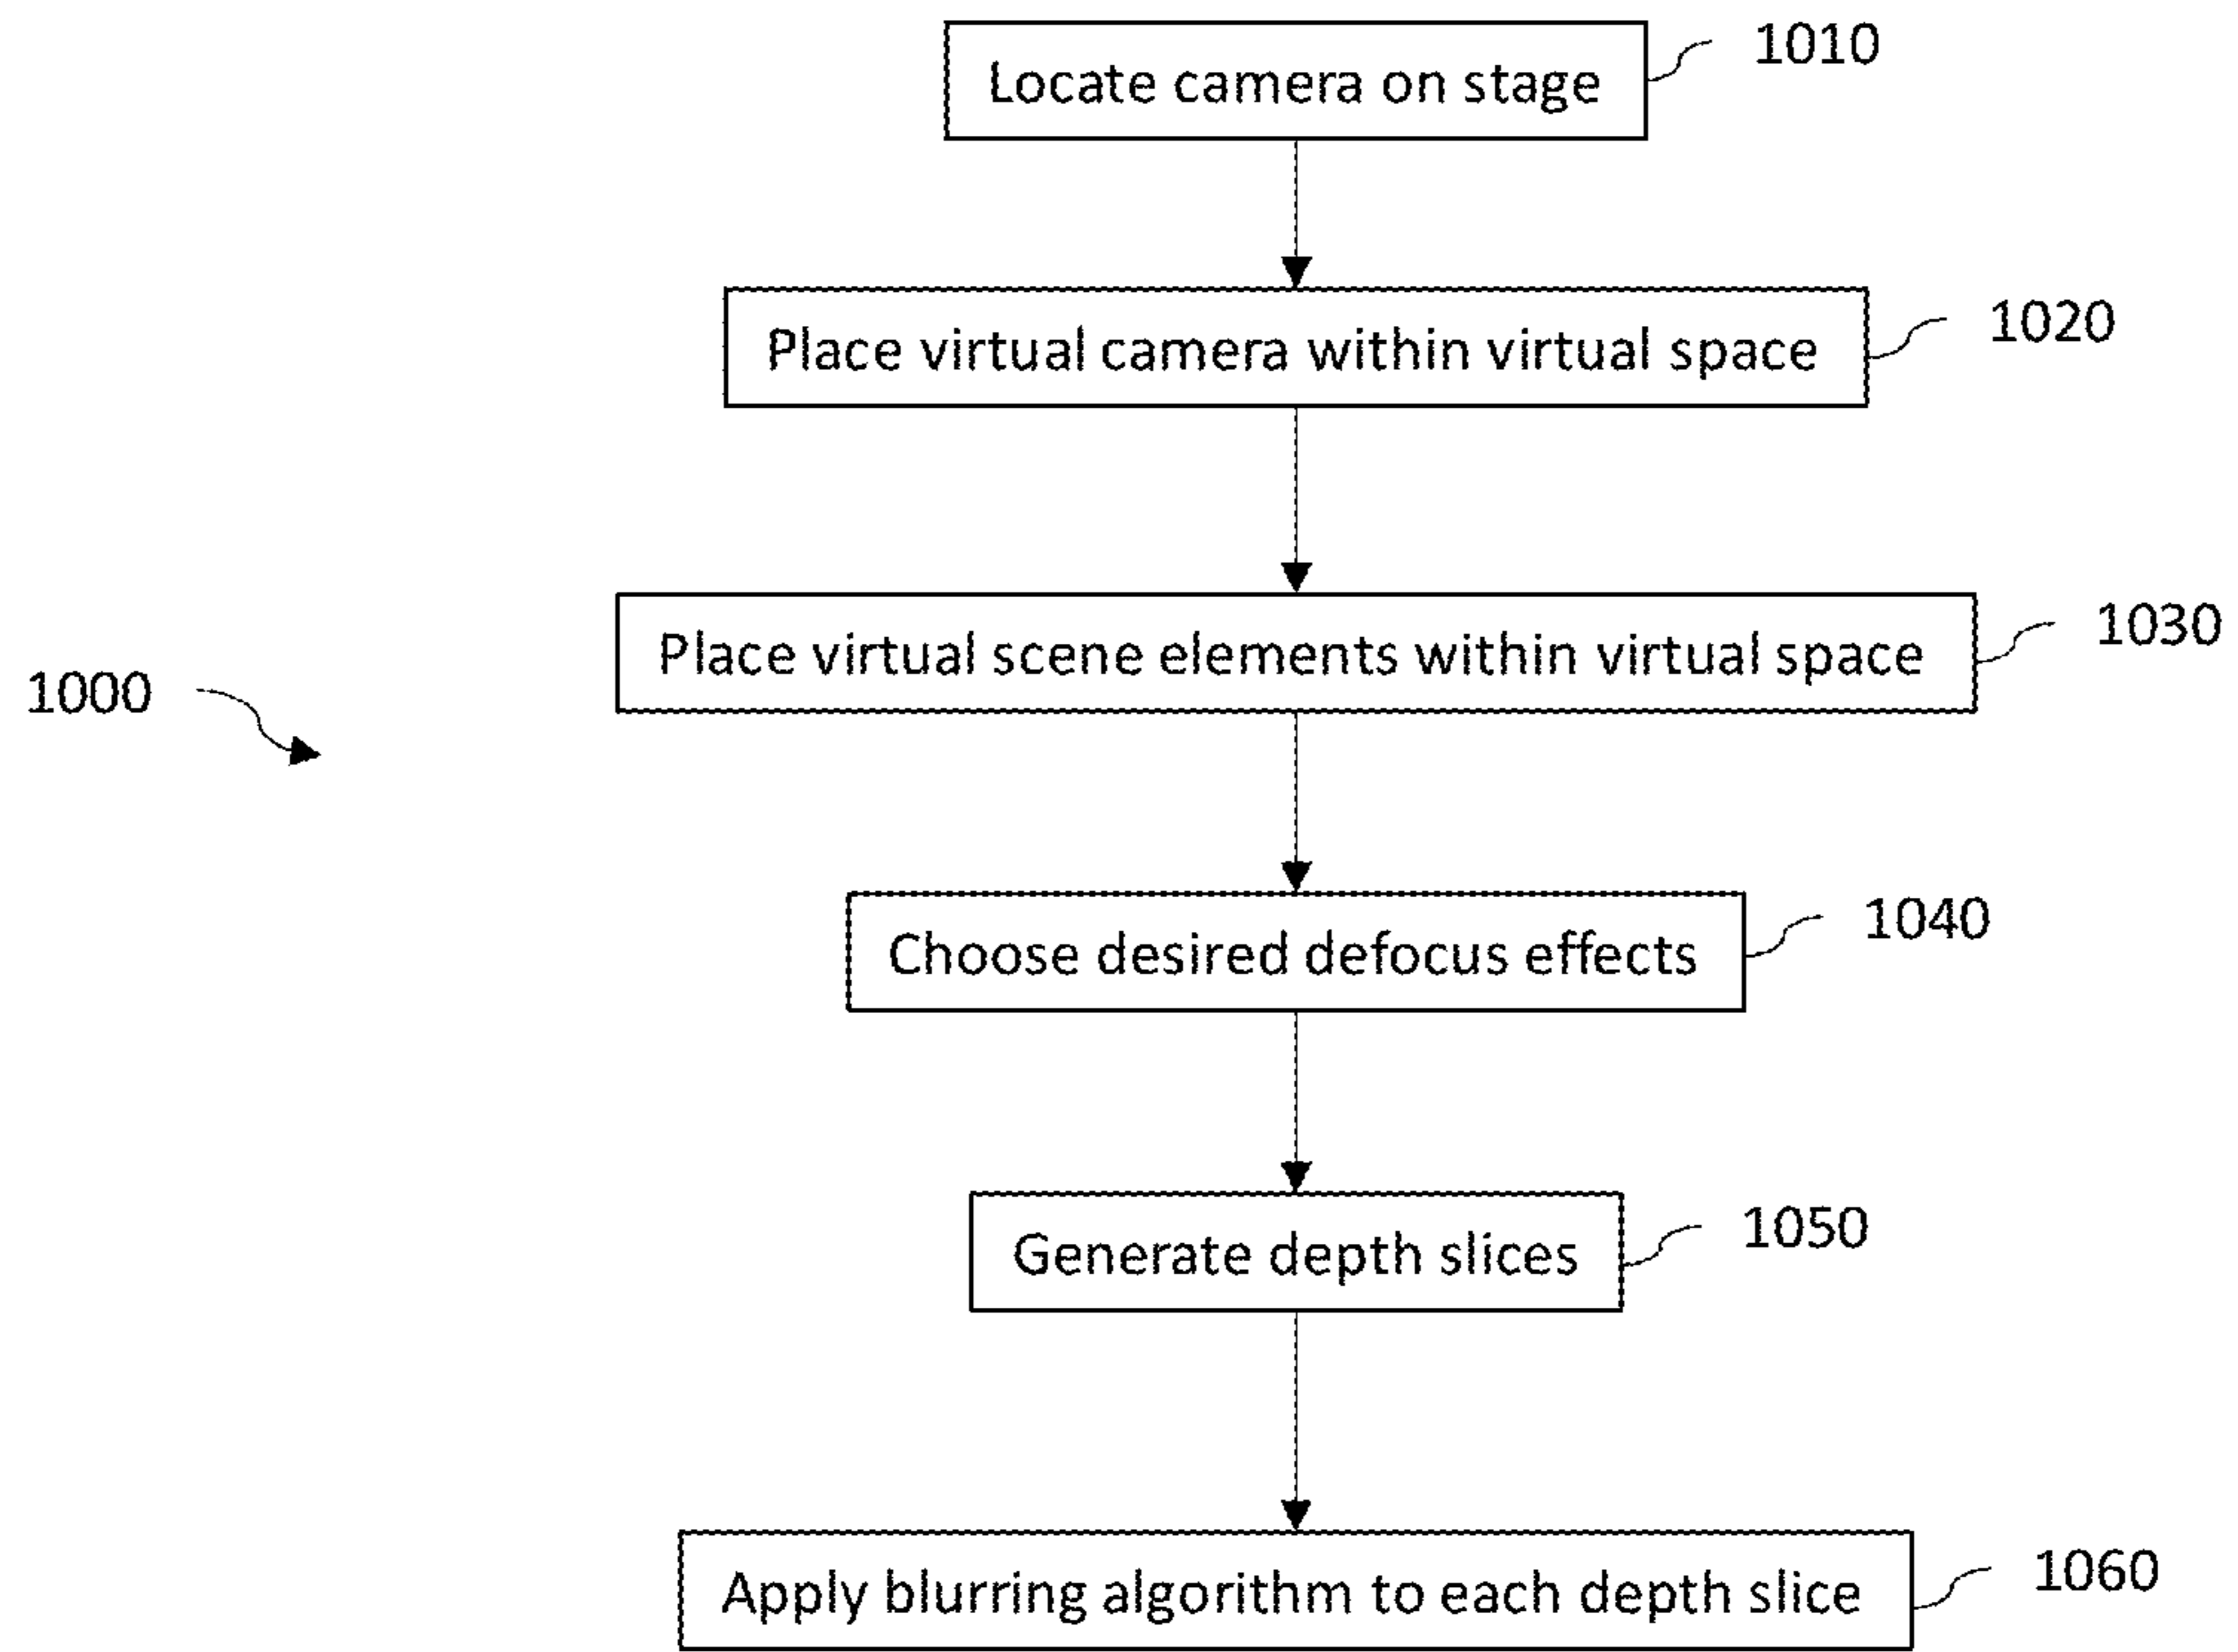 Locate camera on stage
1010
Place virtual camera within virtual space
1020
Place virtual scene elements within virtual space
1030
1000
Choose desired defocus effects
1040
Generate depth slices
1050
Apply blurring algorithm to each depth slice
1060